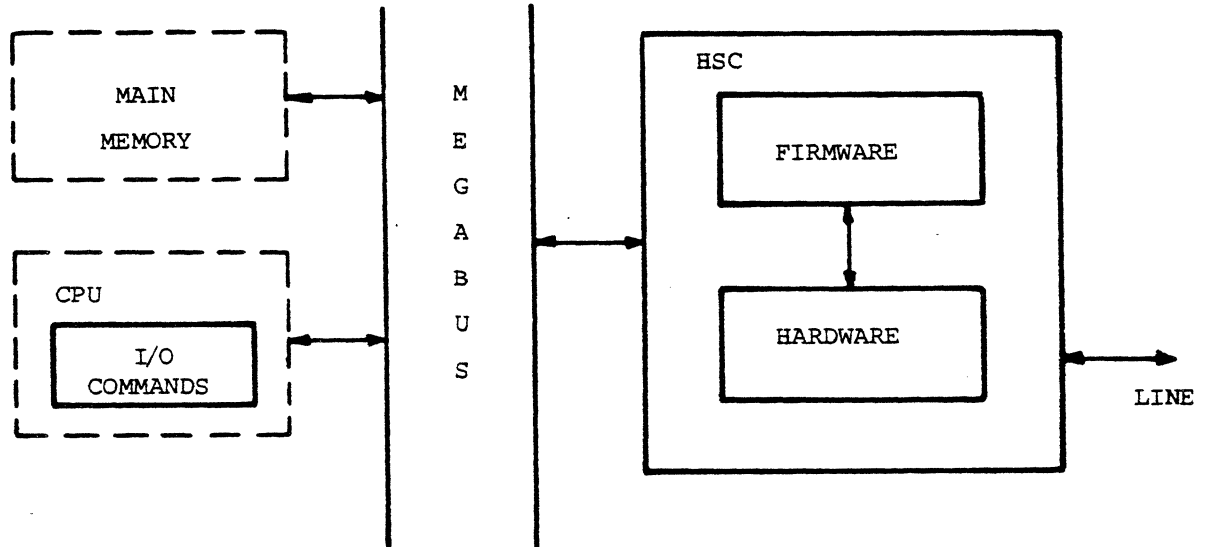 MAIN
MEMORY
CPU
I/O
COMMANDS
M
E
G
A
B
U
S
HSC
FIRMWARE
HARDWARE
LINE